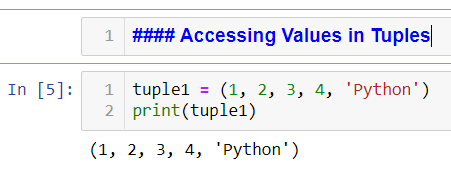 1 #### Accessing Values in Tuples
In [5]: 1 tuple1 = (1, 2, 3, 4, 'Python')
2 print(tuple1)
(1, 2, 3, 4, 'Python')